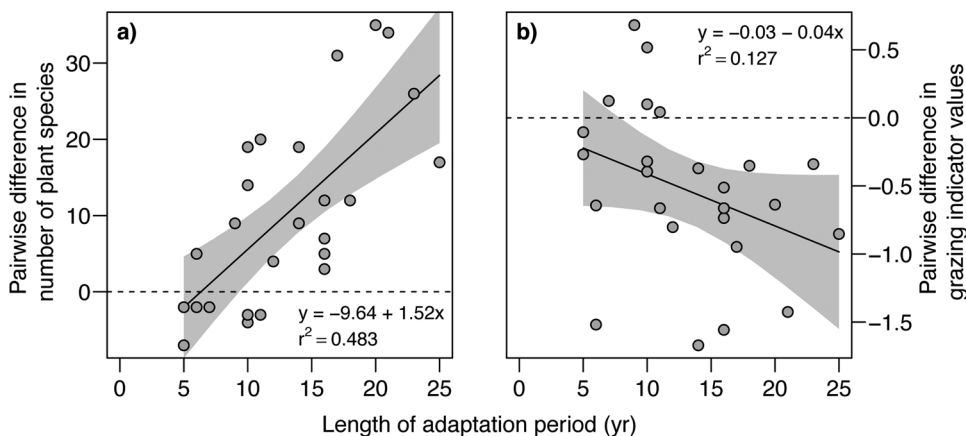 a)
Pairwise difference in
number of plant species
30
20
10
0
y = −9.64 + 1.52x
r² = 0.483
0 5 10 15 20 25
b)
y = −0.03 − 0.04x
r² = 0.127
0.5
0.0
−0.5
−1.0
−1.5
Pairwise difference in
grazing indicator values
0 5 10 15 20 25
Length of adaptation period (yr)